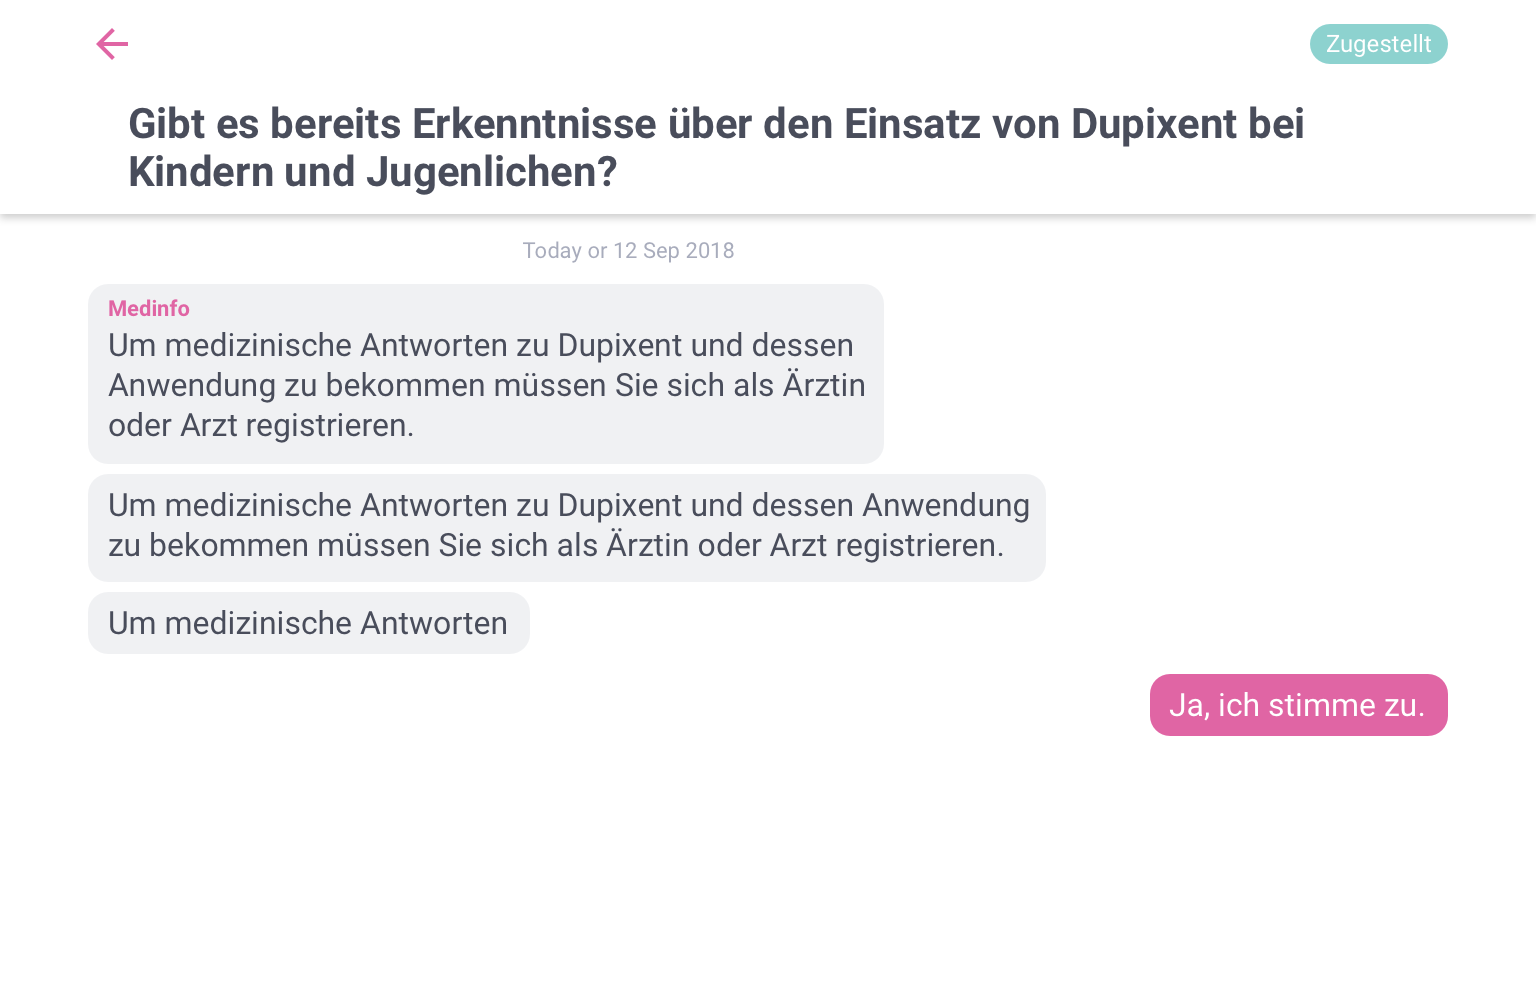 Zugestellt
Gibt es bereits Erkenntnisse über den Einsatz von Dupixent bei
Kindern und Jugenlichen?
Today or 12 Sep 2018
Medinfo
Um medizinische Antworten zu Dupixent und dessen
Anwendung zu bekommen müssen Sie sich als Ärztin
oder Arzt registrieren.
Um medizinische Antworten zu Dupixent und dessen Anwendung
zu bekommen müssen Sie sich als Ärztin oder Arzt registrieren.
Um medizinische Antworten
Ja, ich stimme zu.